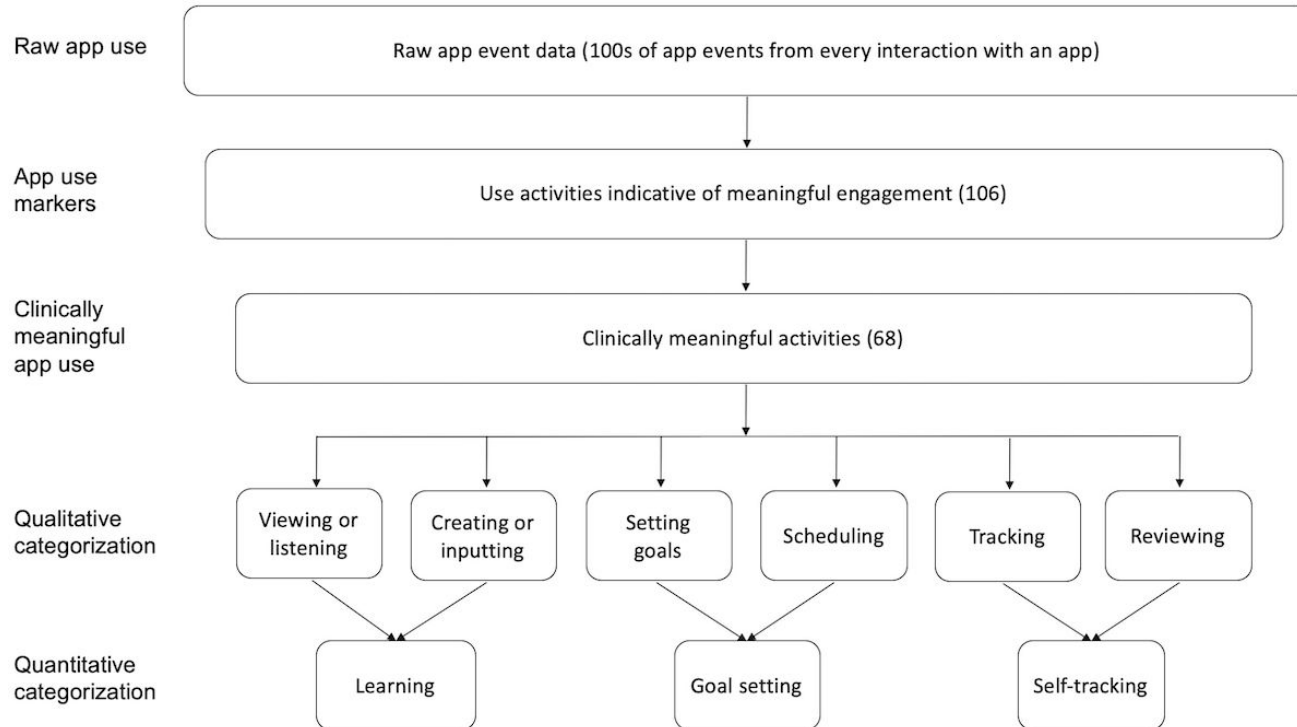 Raw app use
Raw app event data (100s of app events from every interaction with an app)
App use
markers
Use activities indicative of meaningful engagement (106)
Clinically
meaningful
app use
Clinically meaningful activities (68)
Qualitative
categorization
Viewing or
listening
Creating or
inputting
Setting
goals
Scheduling
Tracking
Reviewing
Quantitative
categorization
Learning
Goal setting
Self-tracking